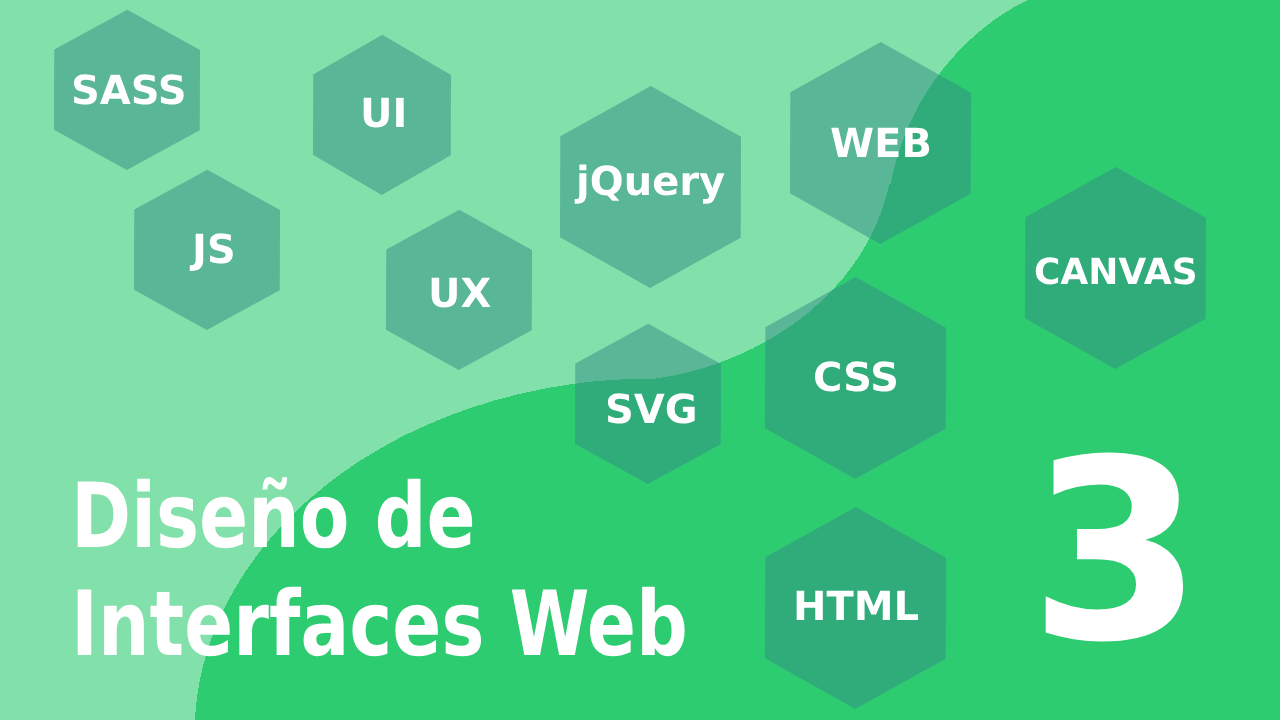 SASS
UI
jQuery
WEB
JS
UX
CANVAS
SVG
CSS
Diseño de
Interfaces Web
HTML
3